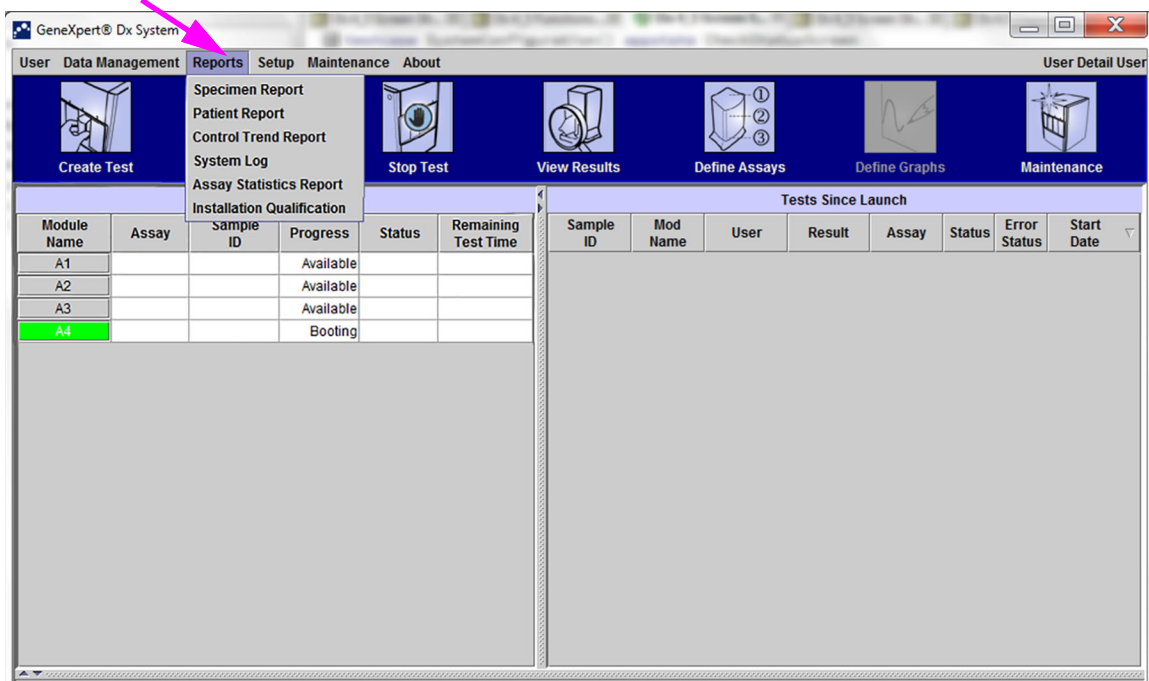 GeneXpert® Dx System
User Data Management Reports Setup Maintenance About User Detail User
Specimen Report
Patient Report
Control Trend Report
System Log
Assay Statistics Report
Installation Qualification
Create Test Stop Test View Results Define Assays Define Graphs Maintenance
①
②
③
Tests Since Launch
Module Name Assay Sample ID Progress Status Remaining Test Time
Sample ID Mod Name User Result Assay Status Error Status Start Date
A1 Available
A2 Available
A3 Available
A4 Booting